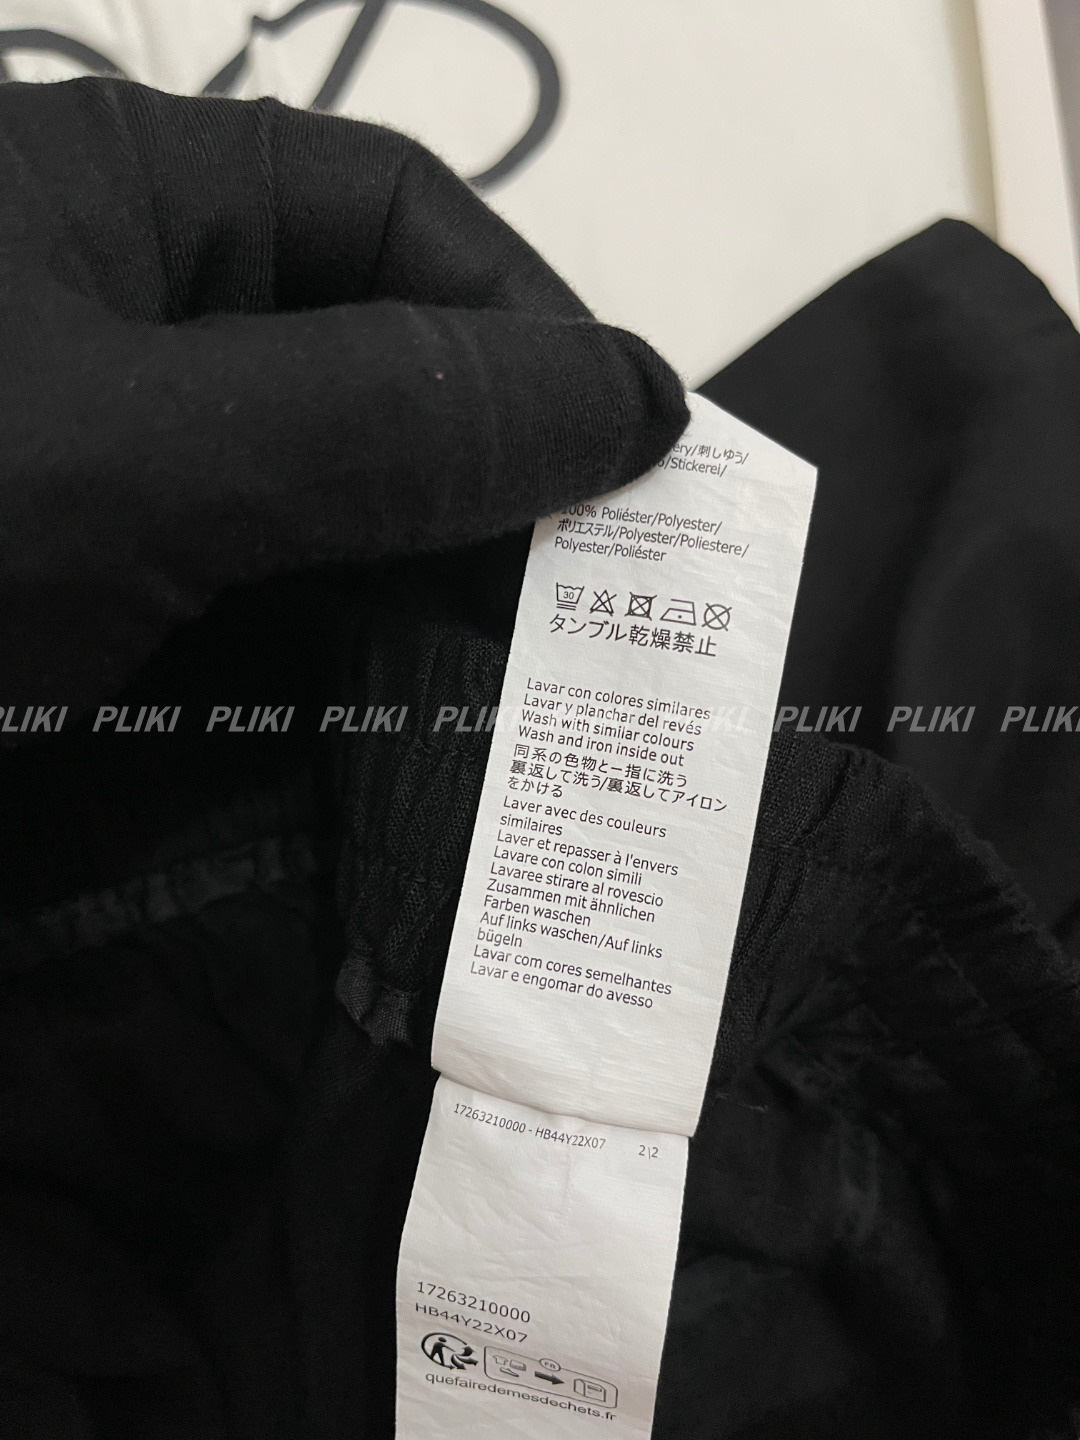 ery/刺しゅう/
o/Stickerei/
100% Poliéster/Polyester/
ポリエステル/Polyester/Poliestere/
Polyester/Poliéster
30
タンブル乾燥禁止
Lavar con colores similares
Lavar y planchar del revés
PLIKI PLIKI PLIKI PLIKI PLIKI PLIKI PLIKI PLIKI PLIKI PLIKI
Wash with similar colours
Wash and iron inside out
同系の色物と一指に洗う
裏返して洗う/裏返してアイロン
をかける
Laver avec des couleurs
similaires
Laver et repasser à l'envers
Lavare con colon simili
Lavaree stirare al rovescio
Zusammen mit ähnlichen
Farben waschen
Auf links waschen/Auf links
bügeln
Lavar com cores semelhantes
Lavar e engomar do avesso
17263210000 - HB44Y22X07 2\2
17263210000
HB44Y22X07
FR
quefairedemesdechets.fr